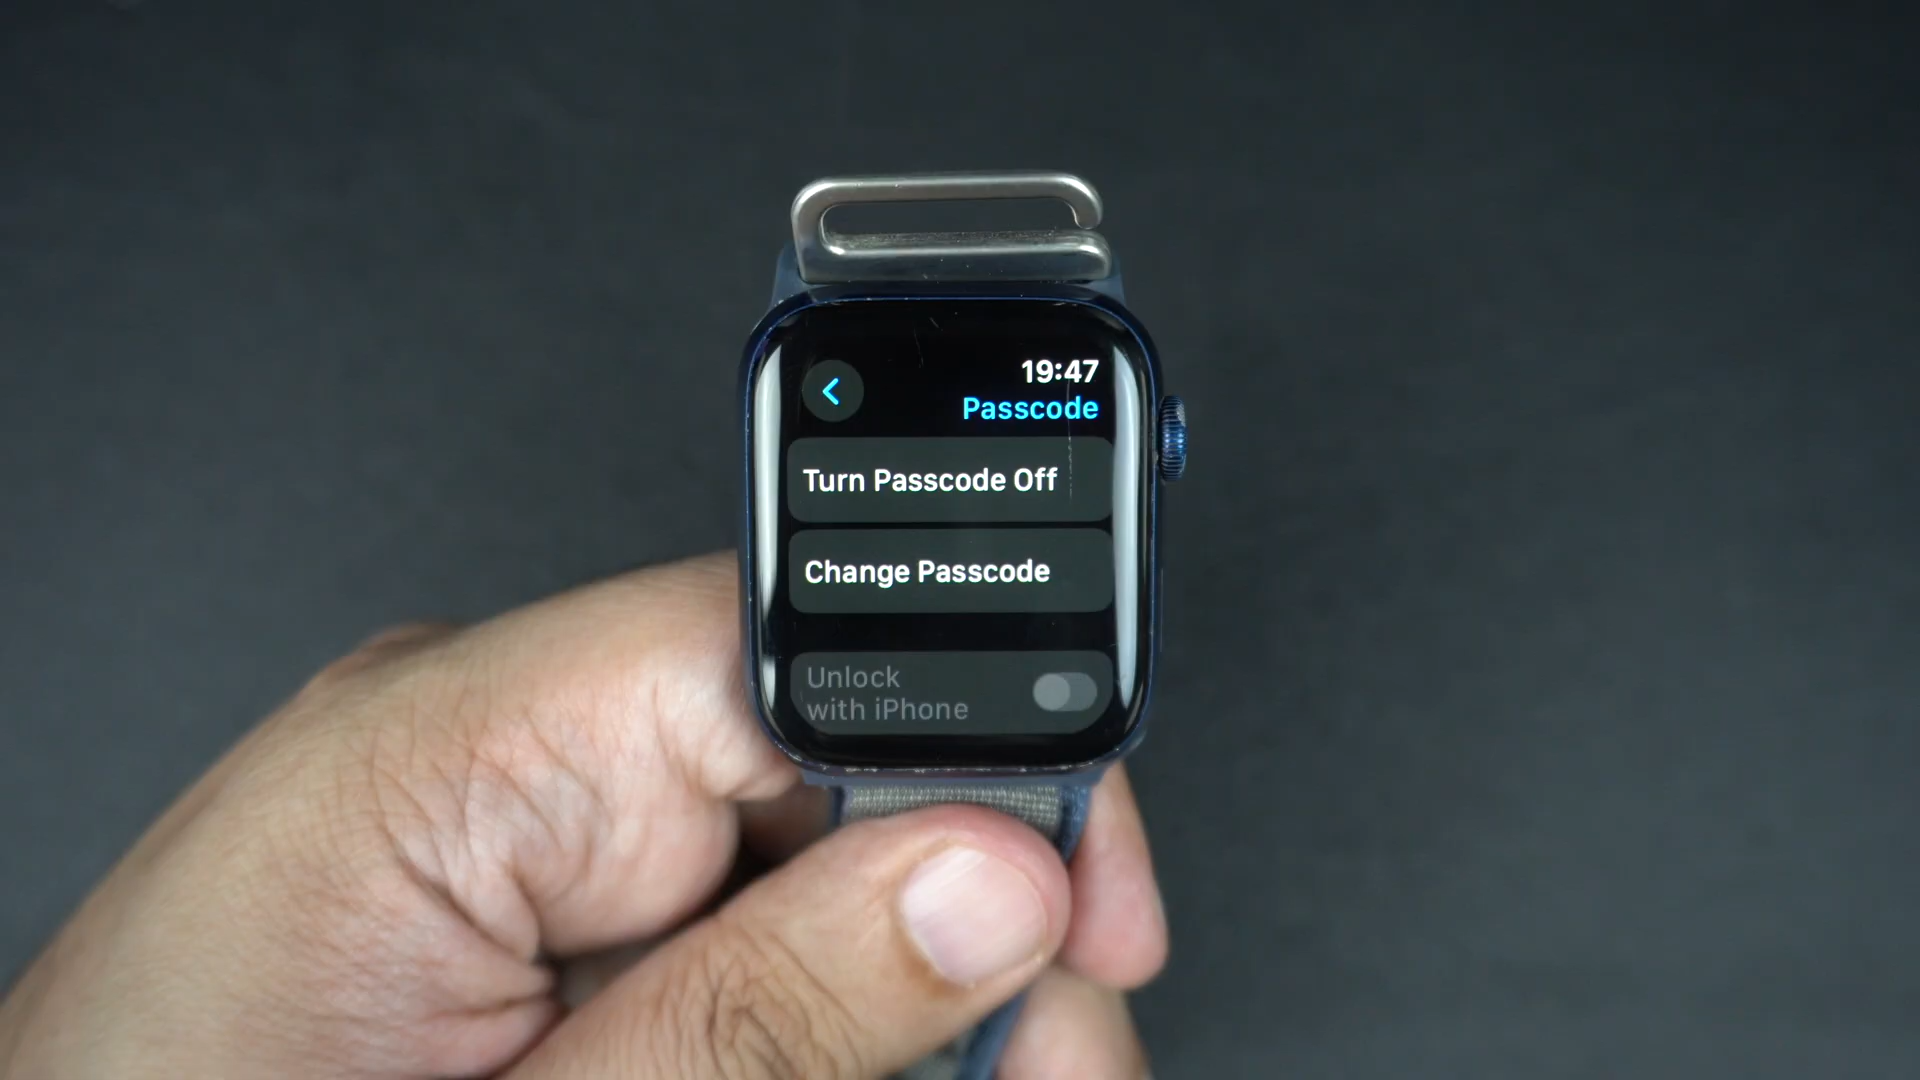 19:47
Passcode
Turn Passcode Off
Change Passcode
Unlock
with iPhone